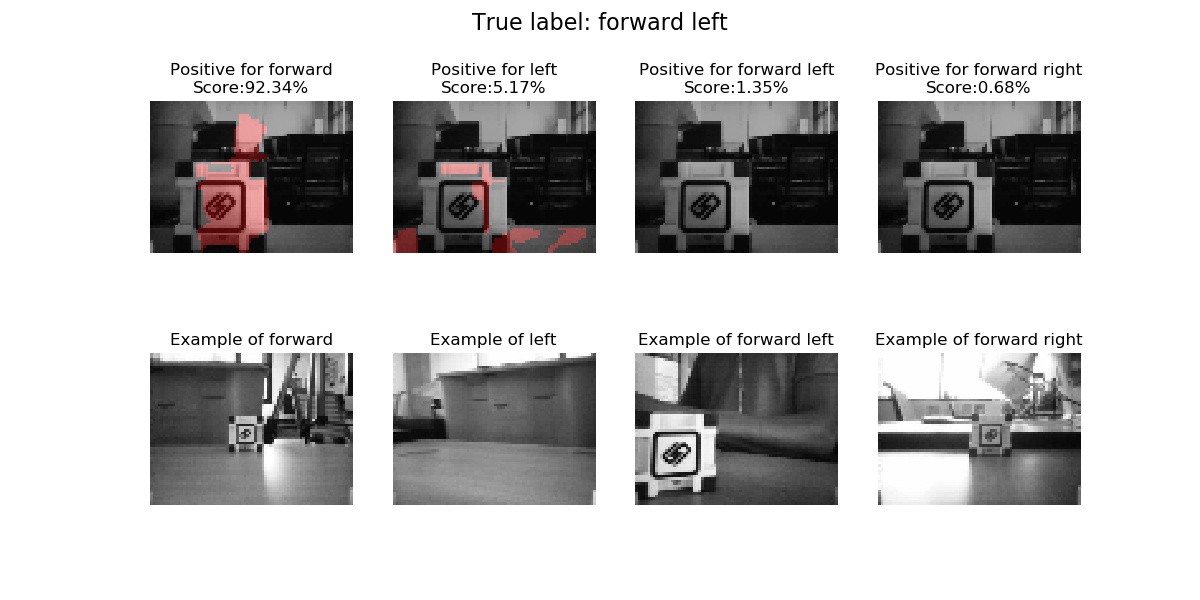 True label: forward left
Positive for forward
Score:92.34%
Positive for left
Score:5.17%
Positive for forward left
Score:1.35%
Positive for forward right
Score:0.68%
Example of forward
Example of left
Example of forward left
Example of forward right